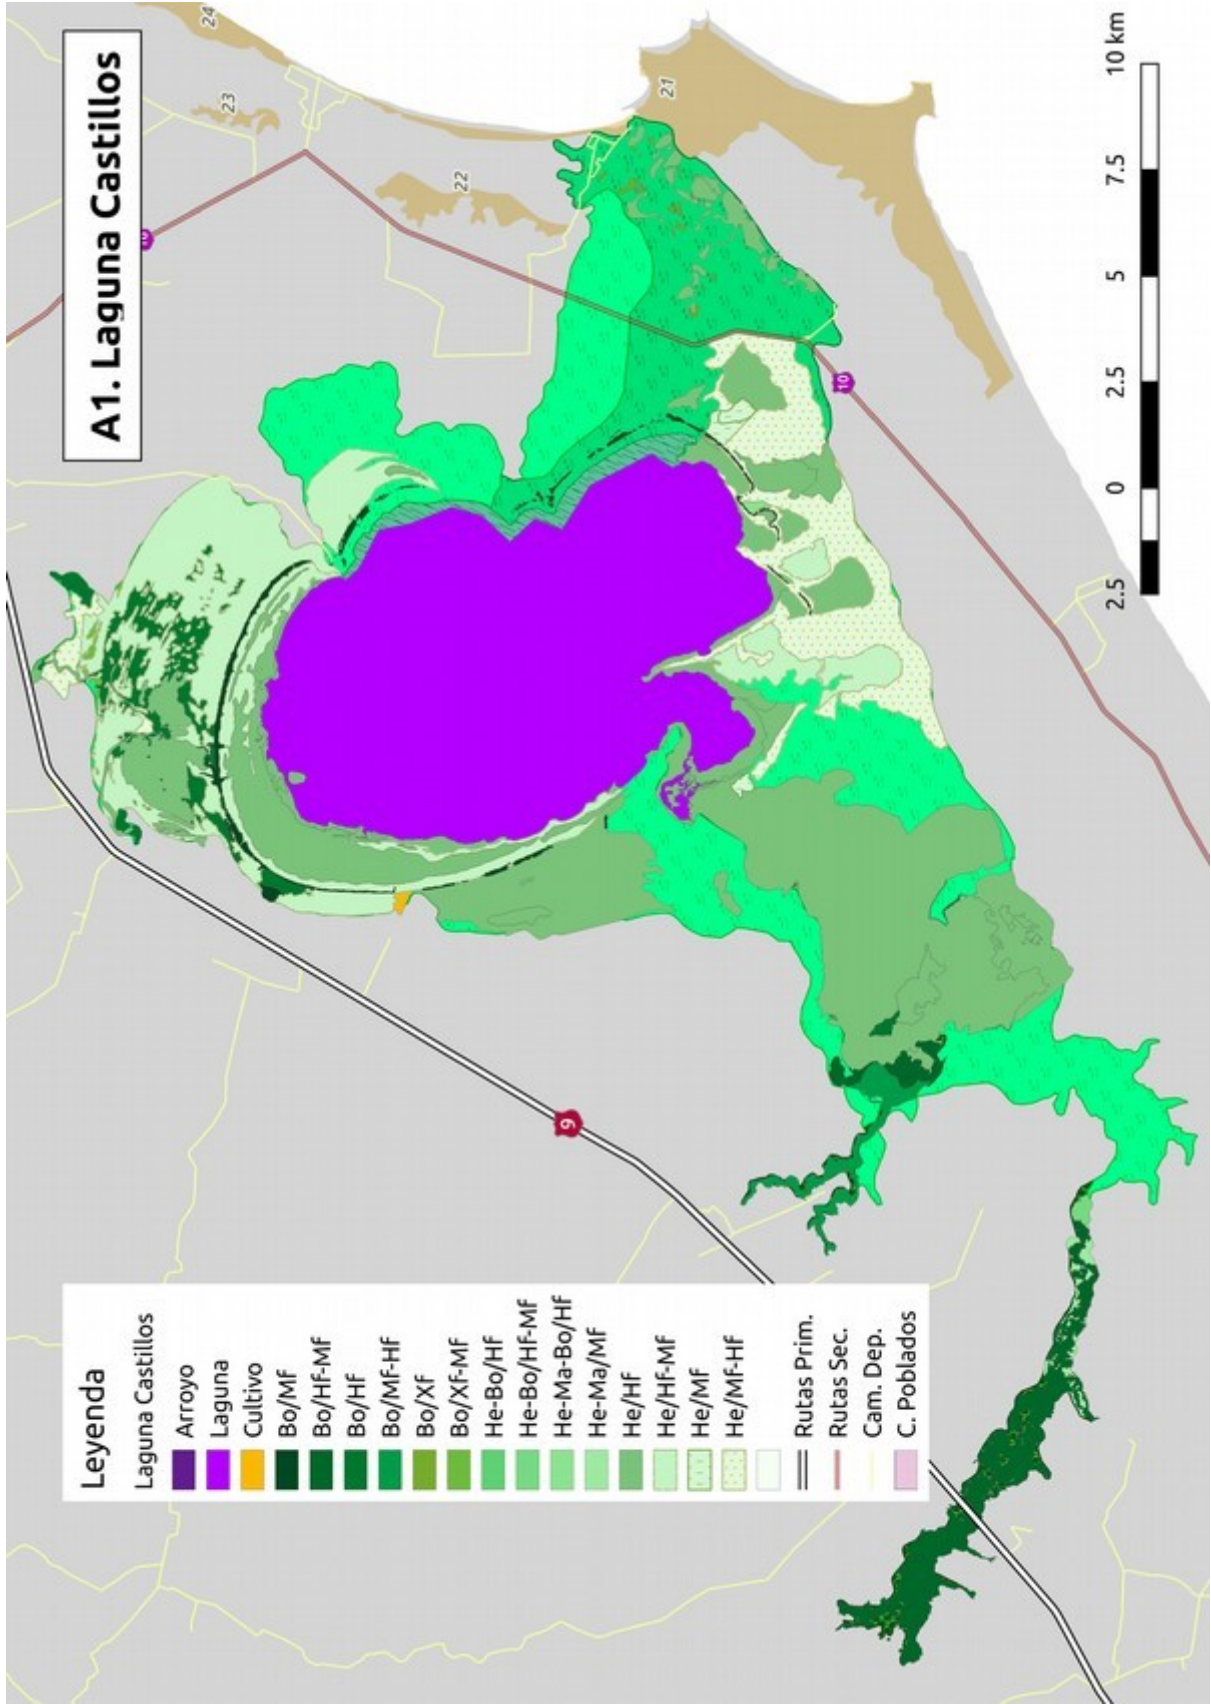 A1. Laguna Castillos
24
23
22
21
10
10
9
Leyenda
Laguna Castillos
Arroyo
Laguna
Cultivo
Bo/Mf
Bo/Hf-Mf
Bo/Hf
Bo/Mf-Hf
Bo/Xf
Bo/Xf-Mf
He-Bo/Hf
He-Bo/Hf-Mf
He-Ma-Bo/Hf
He-Ma/Mf
He/Hf
He/Hf-Mf
He/Mf
He/Mf-Hf
Rutas Prim.
Rutas Sec.
Cam. Dep.
C. Poblados
2.5 0 2.5 5 7.5 10 km